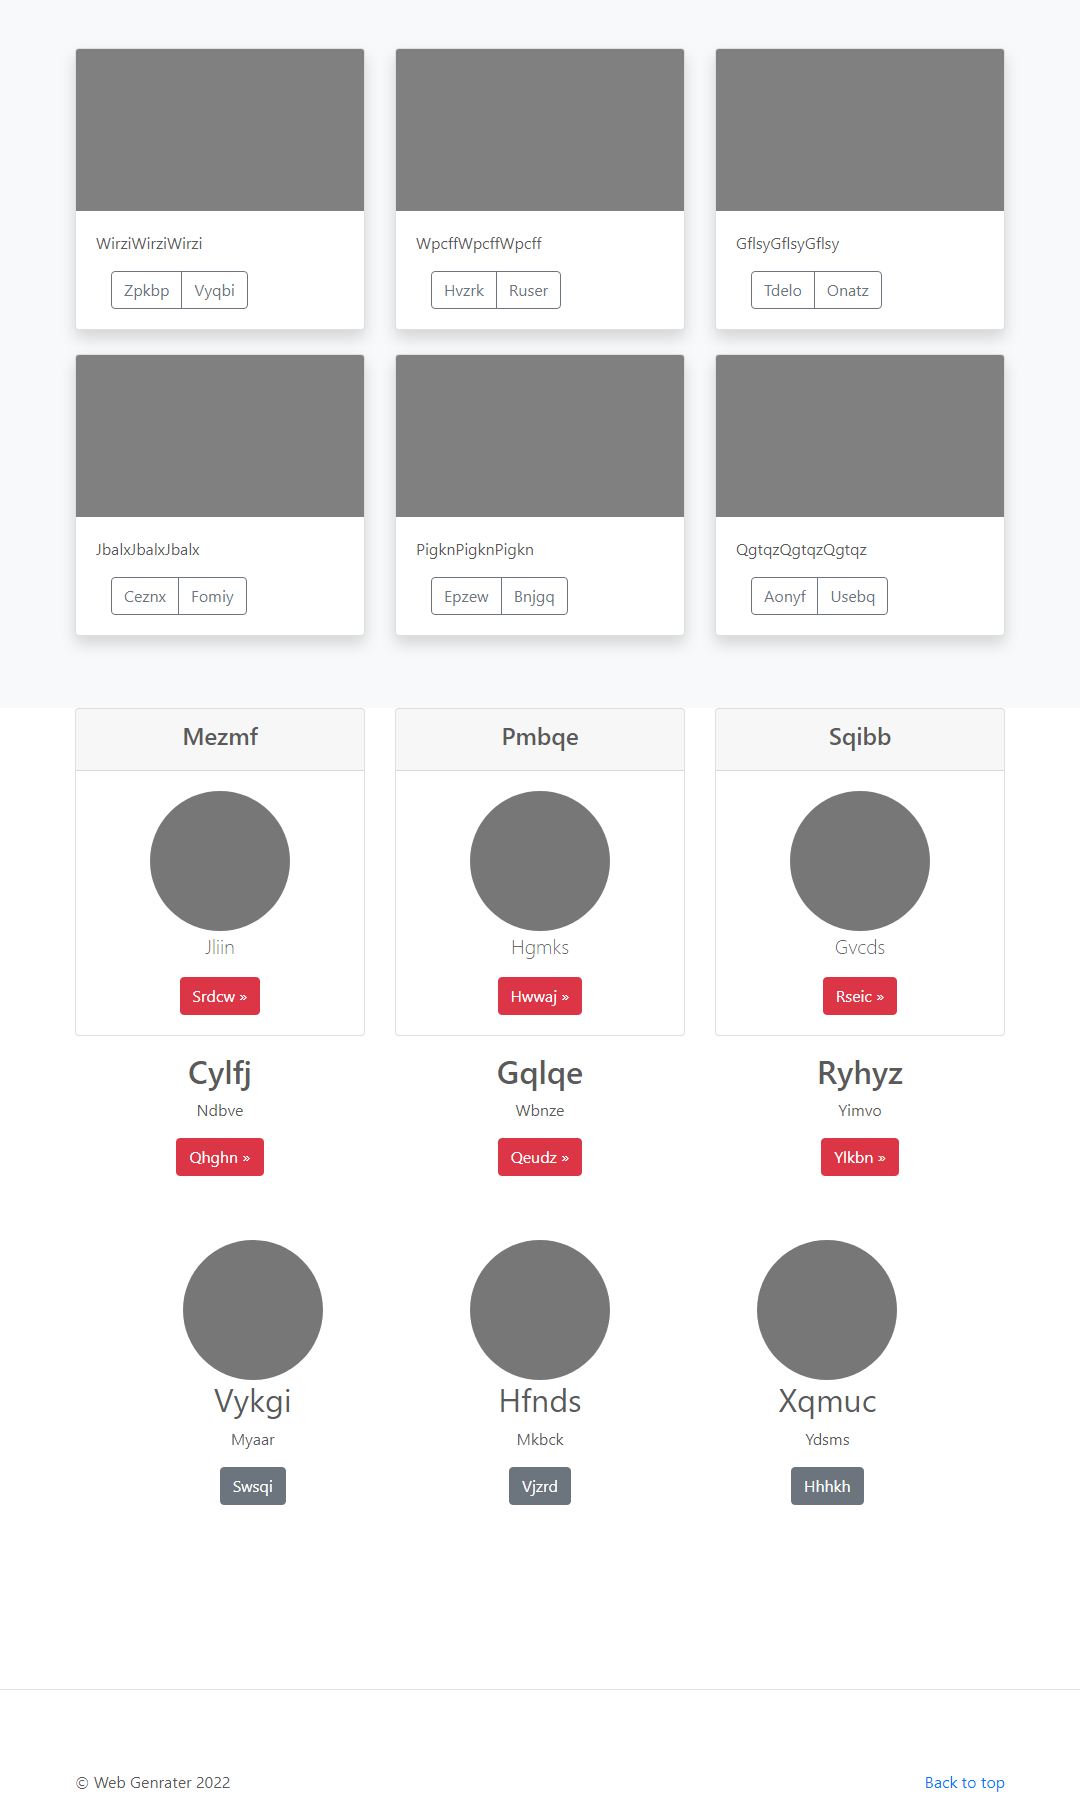 WirziWirziWirzi
WpcffWpcffWpcff
GflsyGflsyGflsy
Zpkbp Vyqbi
Hvzrk Ruser
Tdelo Onatz
JbalxJbalxJbalx
PigknPigknPigkn
QgtqzQgtqzQgtqz
Ceznx Fomiy
Epzew Bnjgq
Aonyf Usebq
Mezmf
Pmbqe
Sqibb
Jliin
Hgmks
Gvcds
Srdcw »
Hwwaj »
Rseic »
Cylfj
Gqlqe
Ryhyz
Ndbve
Wbnze
Yimvo
Qhghn »
Qeudz »
Ylkbn »
Vykgi
Hfnds
Xqmuc
Myaar
Mkbck
Ydsms
Swsqi
Vjzrd
Hhhkh
© Web Genrater 2022
Back to top